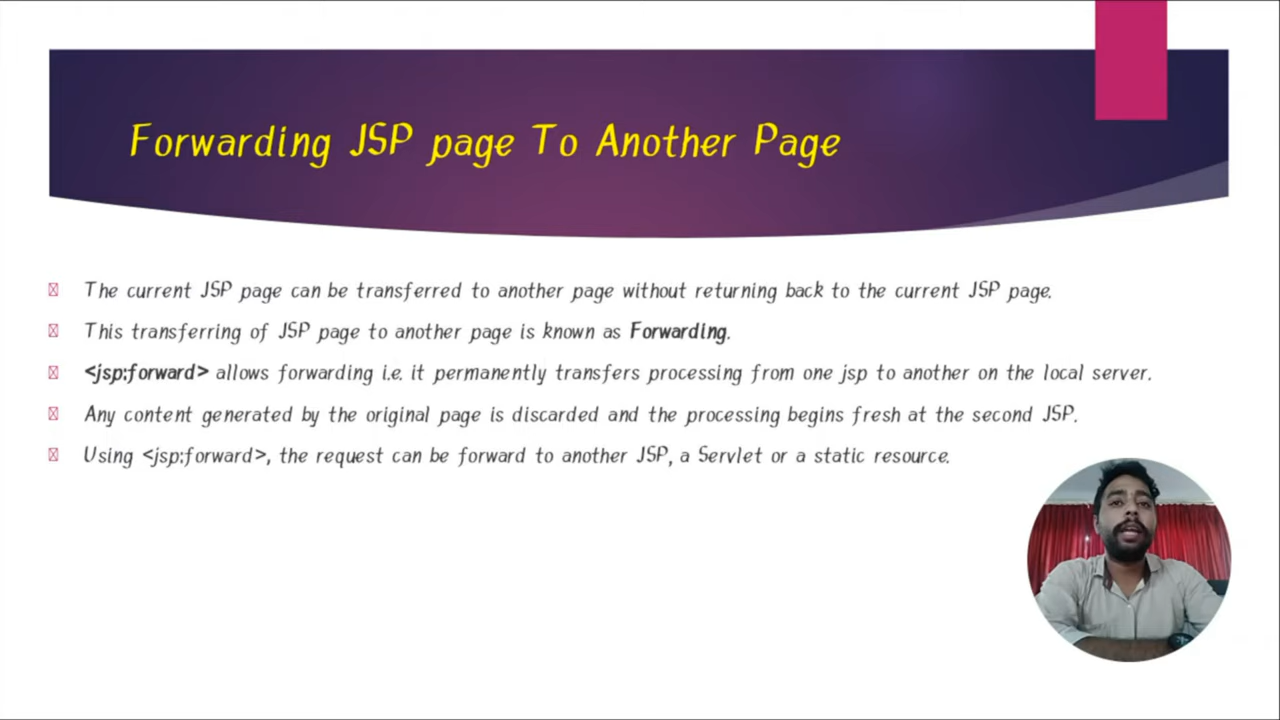 Forwarding JSP page To Another Page
The current JSP page can be transferred to another page without returning back to the current JSP page.
This transferring of JSP page to another page is known as Forwarding.
<jsp:forward> allows forwarding i.e. it permanently transfers processing from one jsp to another on the local server.
Any content generated by the original page is discarded and the processing begins fresh at the second JSP.
Using <jsp:forward>, the request can be forward to another JSP, a Servlet or a static resource.